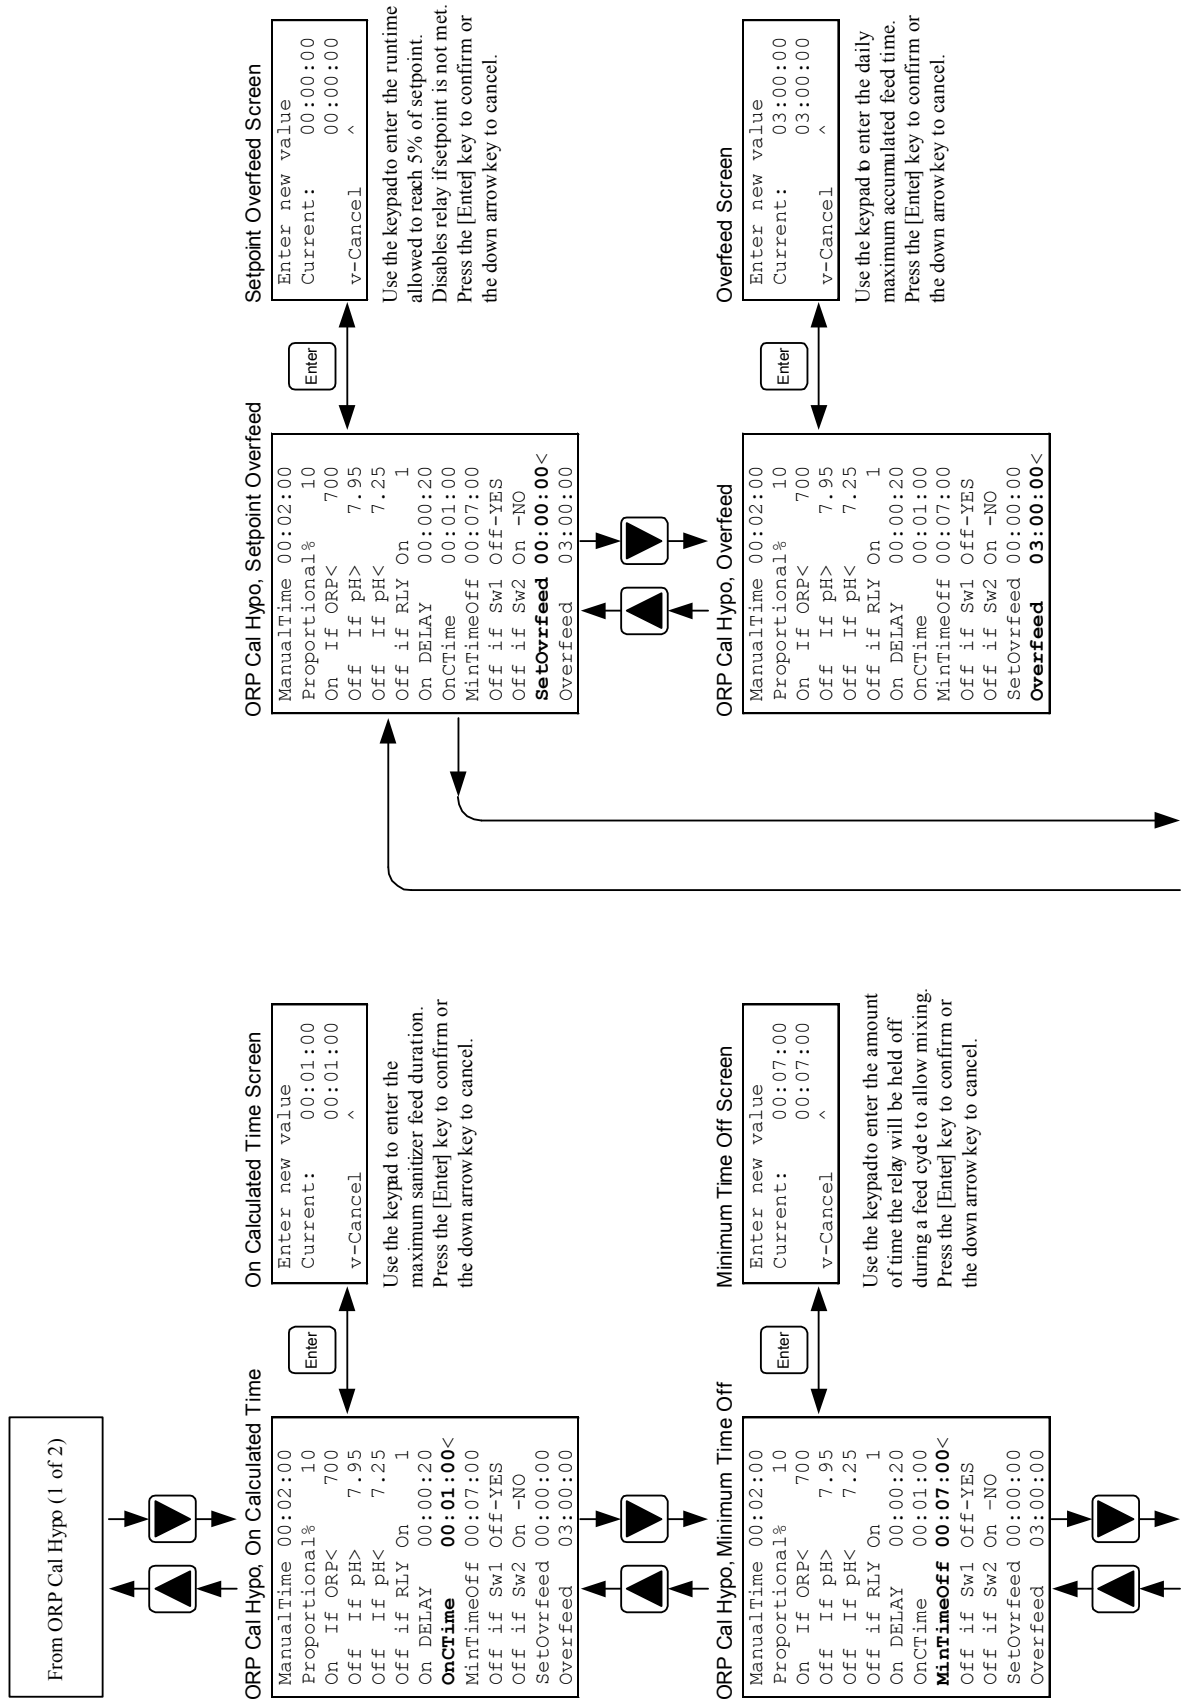 From ORP Cal Hypo (1 of 2)
ORP Cal Hypo, On Calculated Time
ManualTime 00:02:00
Proportional% 10
On If ORP< 700
Off If pH> 7.95
Off If pH< 7.25
Off if RLY On 1
On DELAY 00:00:20
OnCTime 00:01:00<
MinTimeOff 00:07:00
Off if Sw1 Off-YES
Off if Sw2 On -NO
SetOvrfeed 00:00:00
Overfeed 03:00:00
Enter
On Calculated Time Screen
Enter new value
Current: 00:01:00
00:01:00
v-Cancel ^
Use the keypad to enter the
maximum sanitizer feed duration.
Press the [Enter] key to confirm or
the down arrow key to cancel.
ORP Cal Hypo, Minimum Time Off
ManualTime 00:02:00
Proportional% 10
On If ORP< 700
Off If pH> 7.95
Off If pH< 7.25
Off if RLY On 1
On DELAY 00:00:20
OnCTime 00:01:00
MinTimeOff 00:07:00<
Off if Sw1 Off-YES
Off if Sw2 On -NO
SetOvrfeed 00:00:00
Overfeed 03:00:00
Enter
Minimum Time Off Screen
Enter new value
Current: 00:07:00
00:07:00
v-Cancel ^
Use the keypad to enter the amount
of time the relay will be held off
during a feed cyde to allow mixing.
Press the [Enter] key to confirm or
the down arrow key to cancel.
ORP Cal Hypo, Setpoint Overfeed
ManualTime 00:02:00
Proportional% 10
On If ORP< 700
Off If pH> 7.95
Off If pH< 7.25
Off if RLY On 1
On DELAY 00:00:20
OnCTime 00:01:00
MinTimeOff 00:07:00
Off if Sw1 Off-YES
Off if Sw2 On -NO
SetOvrfeed 00:00:00<
Overfeed 03:00:00
Enter
Setpoint Overfeed Screen
Enter new value
Current: 00:00:00
00:00:00
v-Cancel ^
Use the keypad to enter the runtime
allowed to reach 5% of setpoint.
Disables relay if setpoint is not met.
Press the [Enter] key to confirm or
the down arrow key to cancel.
ORP Cal Hypo, Overfeed
ManualTime 00:02:00
Proportional% 10
On If ORP< 700
Off If pH> 7.95
Off If pH< 7.25
Off if RLY On 1
On DELAY 00:00:20
OnCTime 00:01:00
MinTimeOff 00:07:00
Off if Sw1 Off-YES
Off if Sw2 On -NO
SetOvrfeed 00:00:00
Overfeed 03:00:00<
Enter
Overfeed Screen
Enter new value
Current: 03:00:00
03:00:00
v-Cancel ^
Use the keypad to enter the daily
maximum accumulated feed time.
Press the [Enter] key to confirm or
the down arrow key to cancel.